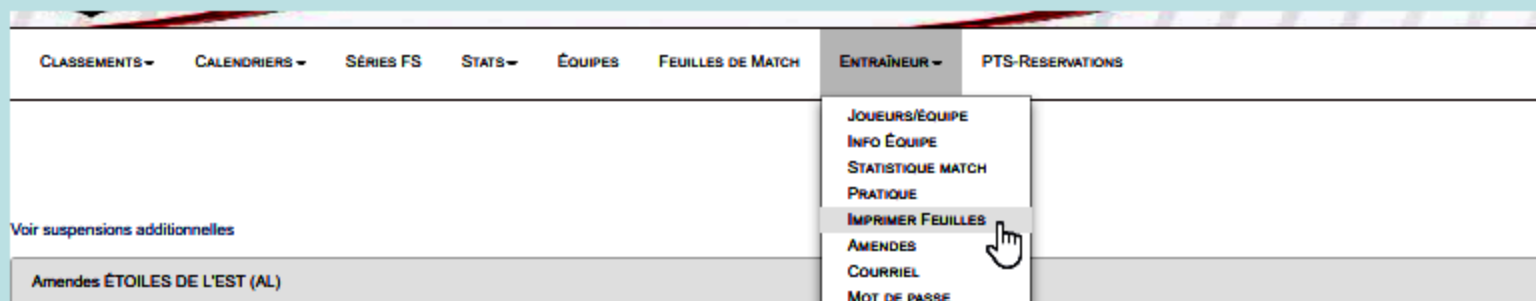 Classements Calendriers Séries FS Stats Équipes Feuilles de Match Entraîneur PTS-Reservations
Joueurs/Équipe
Info Équipe
Statistique match
Pratique
Imprimer Feuilles
Amendes
Courriel
Mot de passe
Voir suspensions additionnelles
Amendes ÉTOILES DE L'EST (AL)